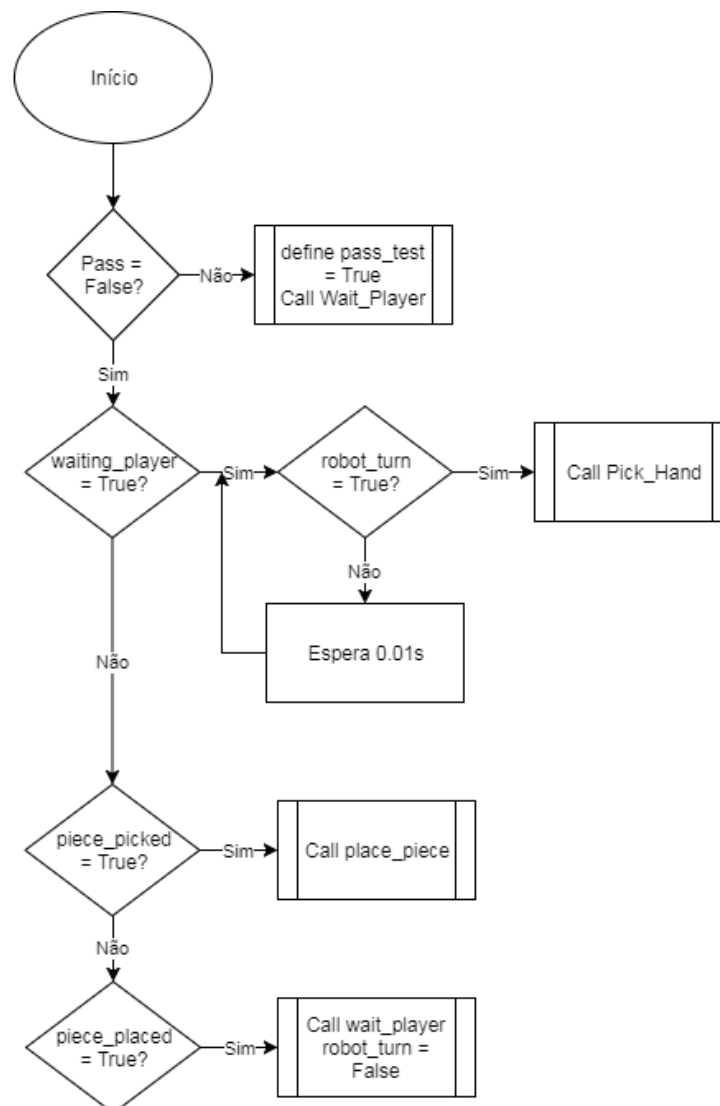 Início
Pass =
False?
Não
define pass_test
= True
Call Wait_Player
Sim
waiting_player
= True?
Sim
robot_turn
= True?
Sim
Call Pick_Hand
Não
Espera 0.01s
Não
piece_picked
= True?
Sim
Call place_piece
Não
piece_placed
= True?
Sim
Call wait_player
robot_turn =
False